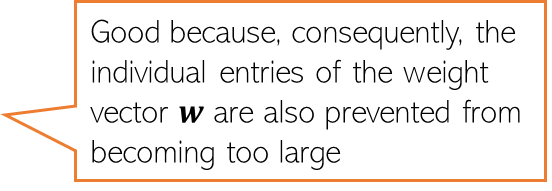 Good because, consequently, the
individual entries of the weight
vector w are also prevented from
becoming too large